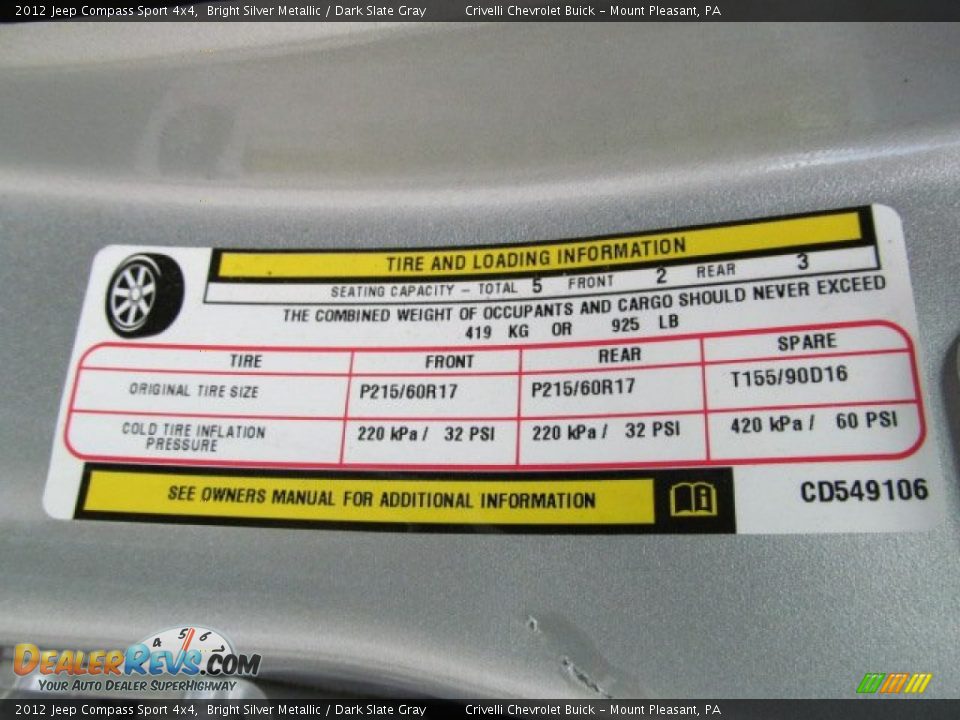 2012 Jeep Compass Sport 4x4, Bright Silver Metallic / Dark Slate Gray Crivelli Chevrolet Buick - Mount Pleasant, PA
TIRE AND LOADING INFORMATION
SEATING CAPACITY - TOTAL 5 FRONT 2 REAR 3
THE COMBINED WEIGHT OF OCCUPANTS AND CARGO SHOULD NEVER EXCEED
419 KG OR 925 LB
TIRE FRONT REAR SPARE
ORIGINAL TIRE SIZE P215/60R17 P215/60R17 T155/90D16
COLD TIRE INFLATION
PRESSURE 220 kPa / 32 PSI 220 kPa / 32 PSI 420 kPa / 60 PSI
SEE OWNERS MANUAL FOR ADDITIONAL INFORMATION
CD549106
4 5 6 7
DEALERREVS.COM
YOUR AUTO DEALER SUPERHIGHWAY
2012 Jeep Compass Sport 4x4, Bright Silver Metallic / Dark Slate Gray Crivelli Chevrolet Buick - Mount Pleasant, PA